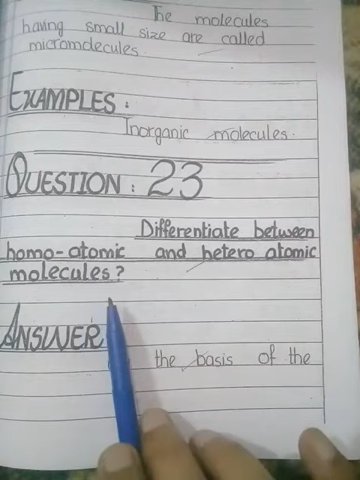 The molecules
having small size are called
micromolecules
EXAMPLES:
Inorganic molecules.
QUESTION: 23
Differentiate between
homo-atomic and hetero atomic
molecules?
ANSWER
the basis of the